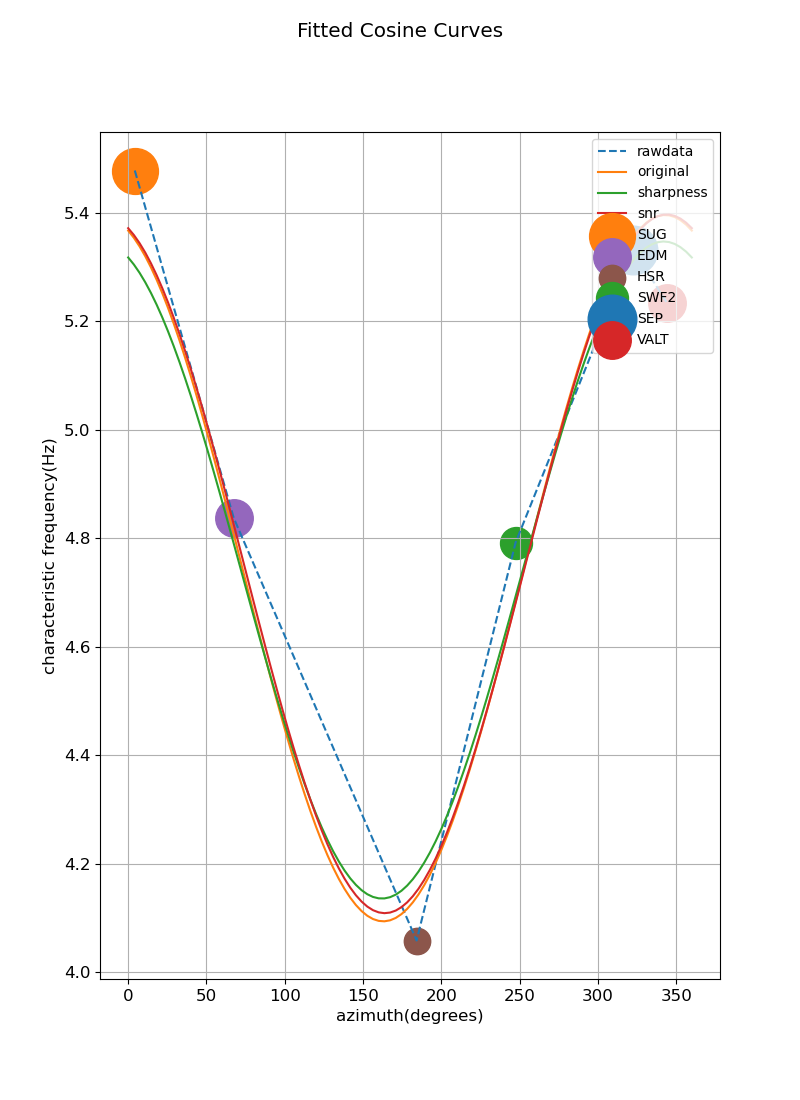 Fitted Cosine Curves
rawdata
original
sharpness
snr
SUG
EDM
HSR
SWF2
SEP
VALT
characteristic frequency(Hz)
5.4
5.2
5.0
4.8
4.6
4.4
4.2
4.0
0 50 100 150 200 250 300 350
azimuth(degrees)